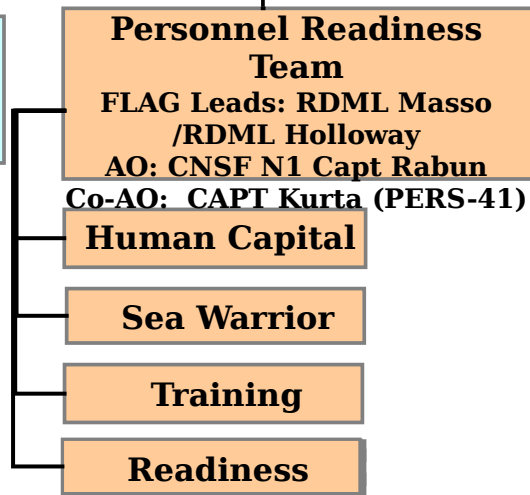 Personnel Readiness
Team
FLAG Leads: RDML Masso
/RDML Holloway
AO: CNSF N1 Capt Rabun
Co-AO: CAPT Kurta (PERS-41)
Human Capital
Sea Warrior
Training
Readiness